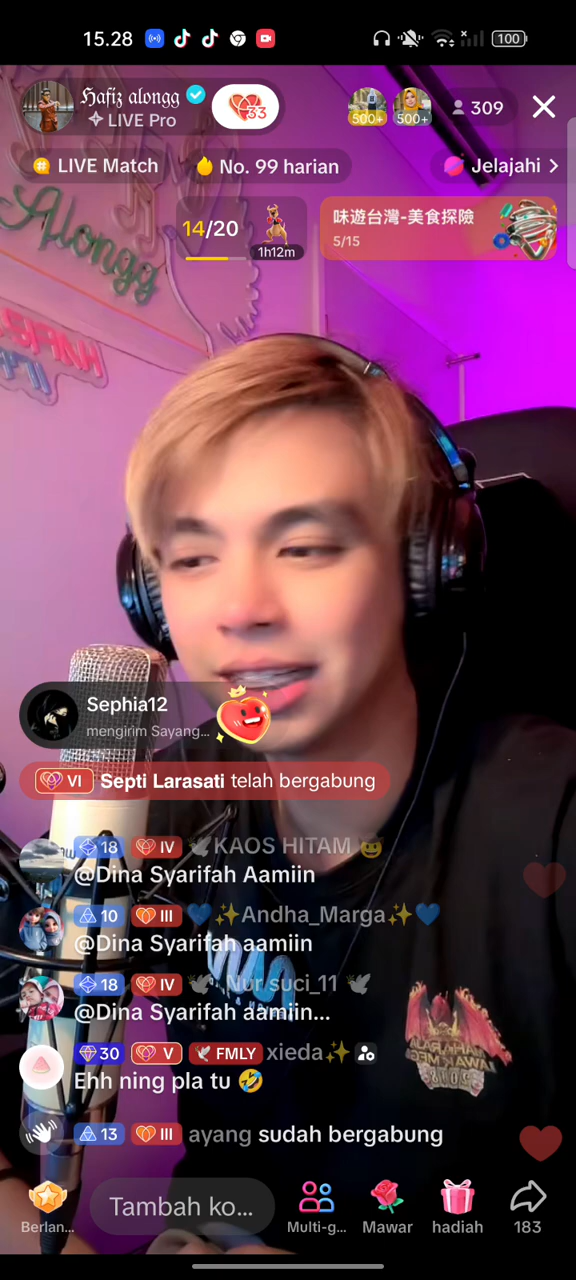 15.28
100
Hafiz alongg
LIVE Pro
33
500+
500+
309
LIVE Match
No. 99 harian
Jelajahi
14/20
1h12m
味遊台灣-美食探險
5/15
Alongg
Sephia12
mengirim Sayang...
VI Septi Larasati telah bergabung
18 IV 🕊️KAOS HITAM 😈
@Dina Syarifah Aamiin
10 III 💙✨Andha_Marga✨💙
@Dina Syarifah aamiin
18 IV 🕊️ Nur suci_11 🕊️
@Dina Syarifah aamiin...
30 V FMLY xieda✨
Ehh ning pla tu 🤣
13 III ayang sudah bergabung
Berlan...
Tambah ko...
Multi-g...
Mawar
hadiah
183